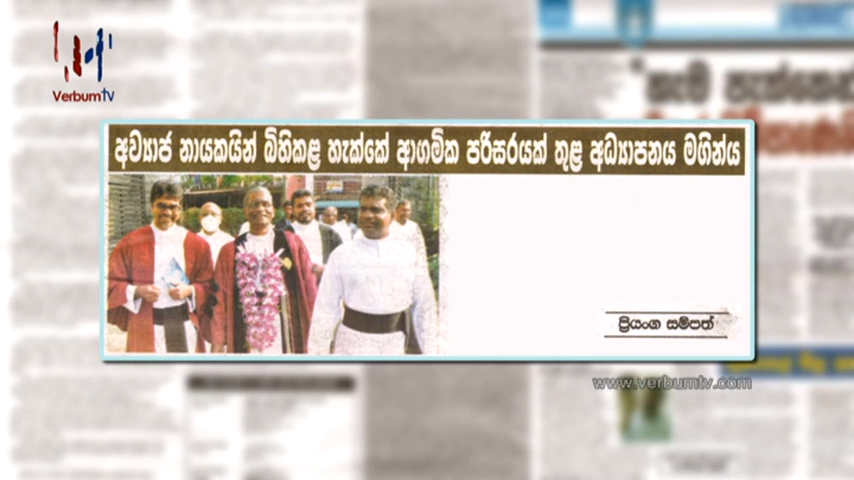 VerbumTV
අව්‍යාජ නායකයින් බිහිකළ හැක්කේ ආගමික පරිසරයක් තුළ අධ්‍යාපනය මගින්ය
ප්‍රියංග සම්පත්
www.verbumtv.com